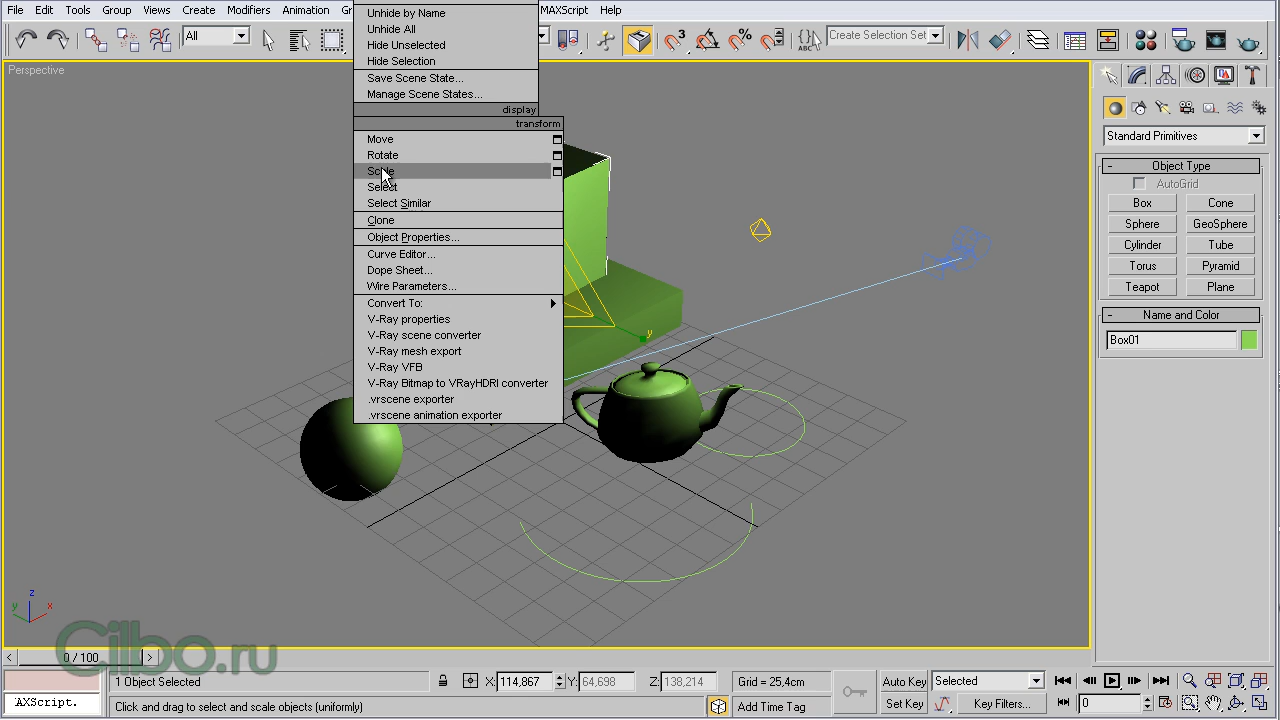 File Edit Tools Group Views Create Modifiers Animation MAXScript Help
All
ABC
Create Selection Set
3
%
Perspective
Unhide by Name
Unhide All
Hide Unselected
Hide Selection
Save Scene State...
Manage Scene States...
display
transform
Move
Rotate
Scale
Select
Select Similar
Clone
Object Properties...
Curve Editor...
Dope Sheet...
Wire Parameters...
Convert To:
V-Ray properties
V-Ray scene converter
V-Ray mesh export
V-Ray VFB
V-Ray Bitmap to VRayHDRI converter
.vrscene exporter
.vrscene animation exporter
y
z
y
x
Cilbo.ru
Standard Primitives
Object Type
AutoGrid
Box Cone
Sphere GeoSphere
Cylinder Tube
Torus Pyramid
Teapot Plane
Name and Color
Box01
0 / 100
1 Object Selected X: 114,867 Y: 64,698 Z: 138,214 Grid = 25,4cm Auto Key Selected
AXScript. Click and drag to select and scale objects (uniformly) Add Time Tag Set Key Key Filters... 0